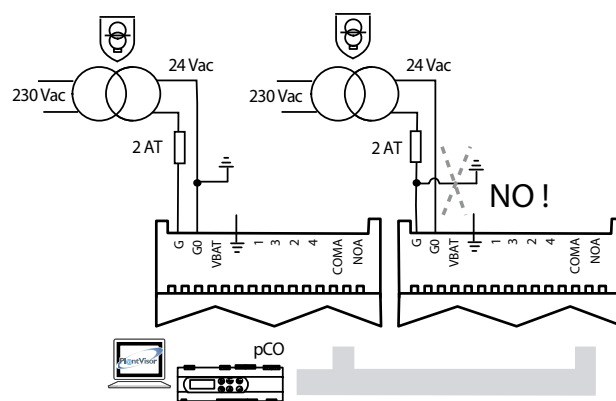 24 Vac
230 Vac
2 AT
G
G0
VBAT
1
3
2
4
COMA
NOA
24 Vac
230 Vac
2 AT
NO !
G
G0
VBAT
1
3
2
4
COMA
NOA
pCO
PlantVisor